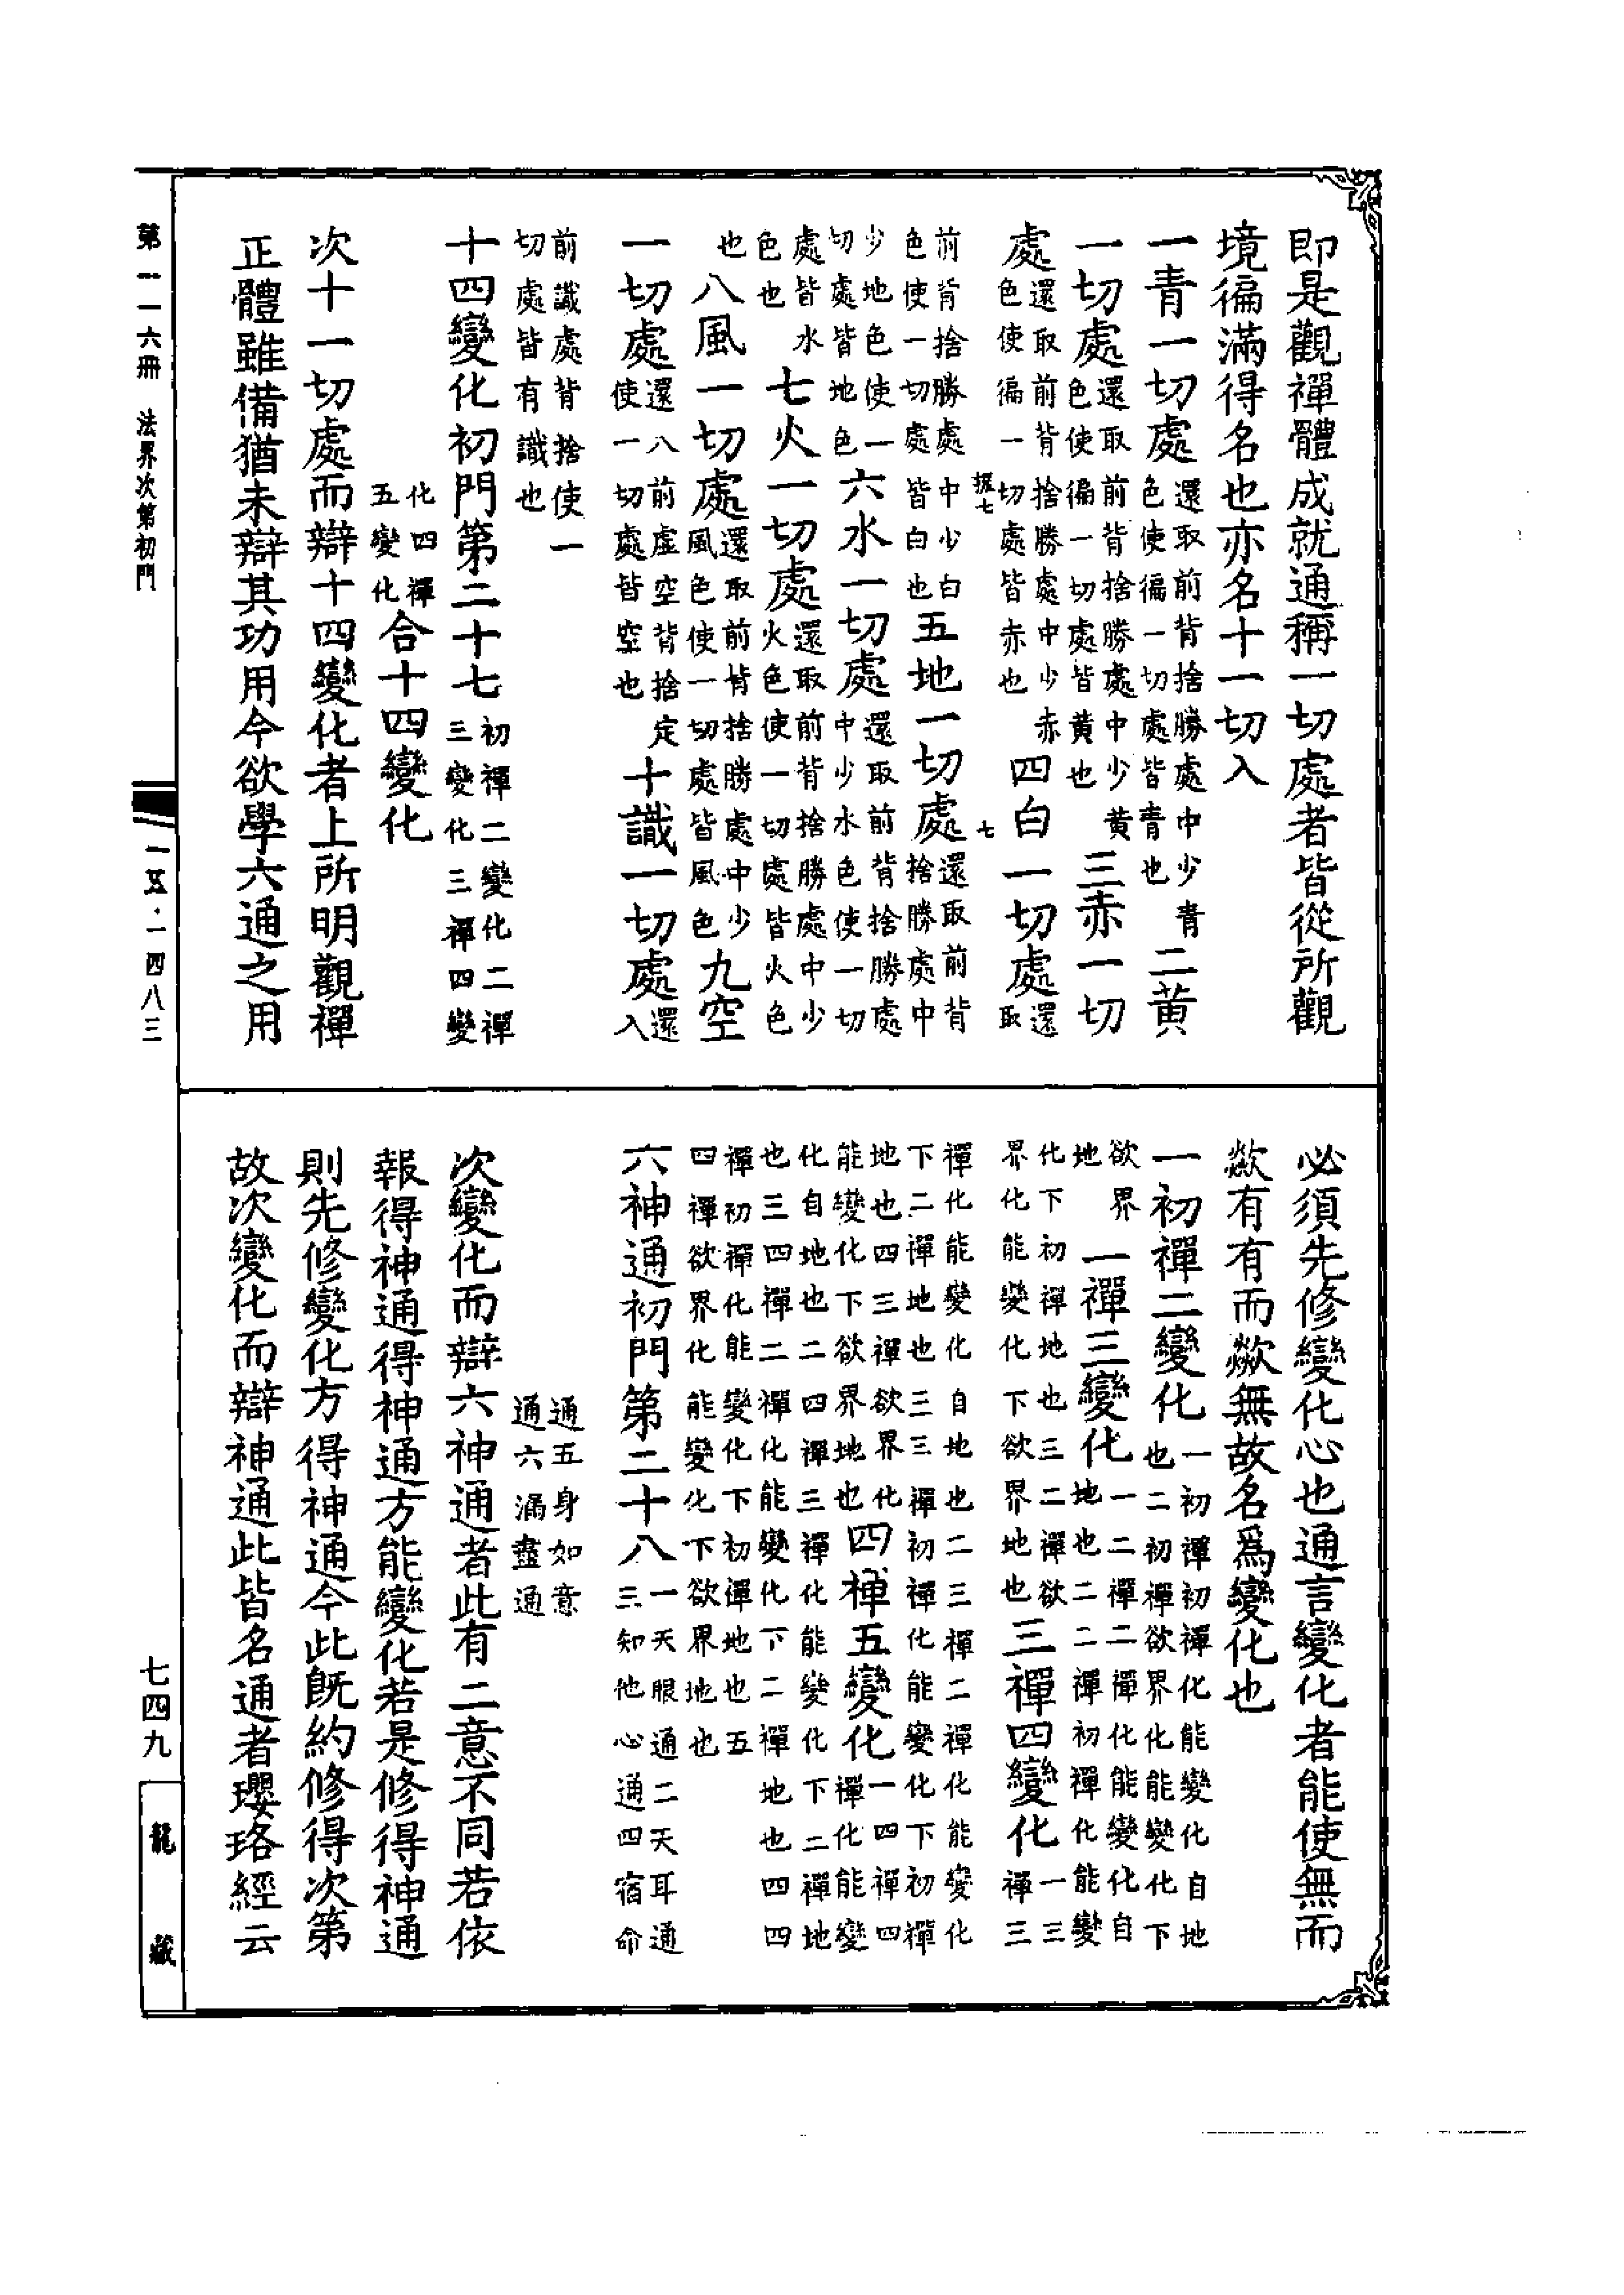 即是觀禪體成就通稱一切處者皆從所觀
境徧滿得名也亦名十一切入
一青一切處還取前背捨勝處中少青色使徧一切處皆青也二黃
一切處還取前背捨勝處中少黃色使徧一切處皆黃也三赤一切
處還取前背捨勝處中少赤色使徧一切處皆赤也四白一切處還取
握七 七
前背捨勝處中少白色使一切處皆白也五地一切處還取前背捨勝處中
少地色使一切處皆地色六水一切處還取前背捨勝處中少水色使一切
處皆水色也七火一切處還取前背捨勝處中少火色使一切處皆火色
也八風一切處還取前背捨勝處中少風色使一切處皆風色九空
一切處還八前虛空背捨定使一切處皆空也十識一切處還入
前識處背捨使一切處皆有識也
十四變化初門第二十七初禪二變化二禪三變化三禪四變
化四禪五變化合十四變化
次十一切處而辯十四變化者上所明觀禪
正體雖備猶未辯其功用今欲學六通之用
必須先修變化心也通言變化者能使無而
歘有有而歘無故名爲變化也
一初禪二變化一初禪初禪化能變化自地也二初禪欲界化能變化下
欲界地一禪三變化一二禪二禪化能變化自地也二二禪初禪化能變
化下初禪地也三二禪欲界化能變化下欲界地也三禪四變化一三禪三
禪化能變化自地也二三禪二禪化能變化下二禪地也三三禪初禪化能變化下初禪
地也四三禪欲界化能變化下欲界地也四禪五變化一四禪四禪化能變
化自地也二四禪三禪化能變化下二禪地也三四禪二禪化能變化下二禪地也四四
禪初禪化能變化下初禪地也五四禪欲界化能變化下欲界地也
六神通初門第二十八一天眼通二天耳通三知他心通四宿命
通五身如意通六漏盡通
次變化而辯六神通者此有二意不同若依
報得神通得神通方能變化若是修得神通
則先修變化方得神通今此旣約修得次第
故次變化而辯神通此皆名通者瓔珞經云
第一一六冊 法界次第初門
一五·一四八三
七四九
龍藏